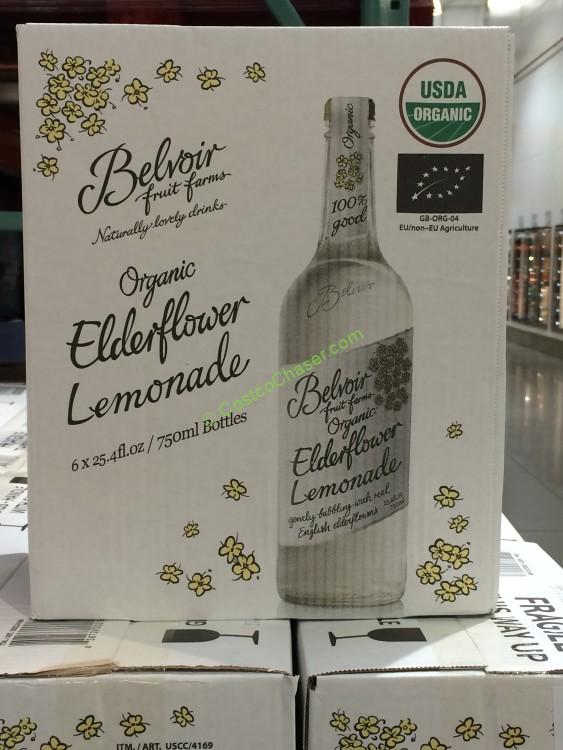 Belvoir
fruit farms
Naturally lovely drinks
Organic
Elderflower
Lemonade
6 x 25.4fl.oz / 750ml Bottles
USDA
ORGANIC
GB-ORG-04
EU/non-EU Agriculture
Organic
100%
good
Belvoir
Belvoir
fruit farms
Organic
Elderflower
Lemonade
gently bubbling with real
English elderflowers
CostcoChaser.com
FRAGILE
WAY UP
ITM. / ART. USCC/4169